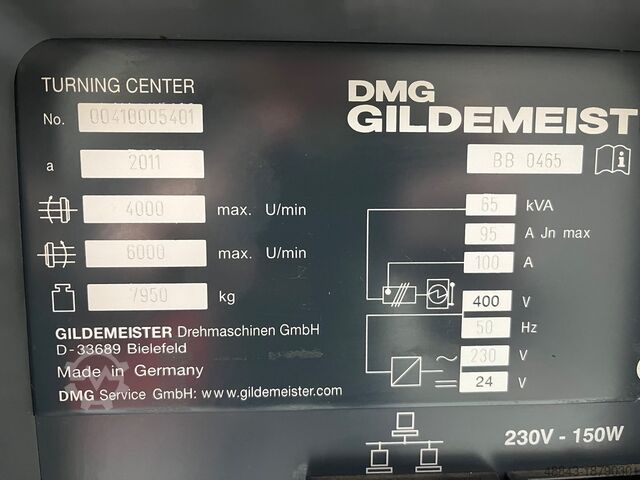 TURNING CENTER
No. 00410005401
a 2011
4000 max. U/min
6000 max. U/min
7950 kg
GILDEMEISTER Drehmaschinen GmbH
D-33689 Bielefeld
Made in Germany
DMG Service GmbH: www.gildemeister.com
DMG
GILDEMEIST
BB 0465 i
65 kVA
95 A Jn max
100 A
400 V
50 Hz
230 V
24 V
230V - 150W